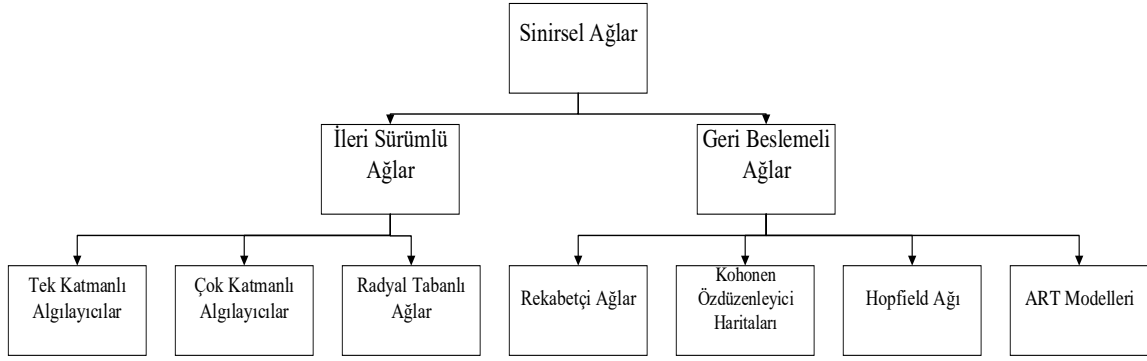 Sinirsel Ağlar
İleri Sürümlü
Ağlar
Geri Beslemeli
Ağlar
Tek Katmanlı
Algılayıcılar
Çok Katmanlı
Algılayıcılar
Radyal Tabanlı
Ağlar
Rekabetçi Ağlar
Kohonen
Özdüzenleyici
Haritaları
Hopfield Ağı
ART Modelleri